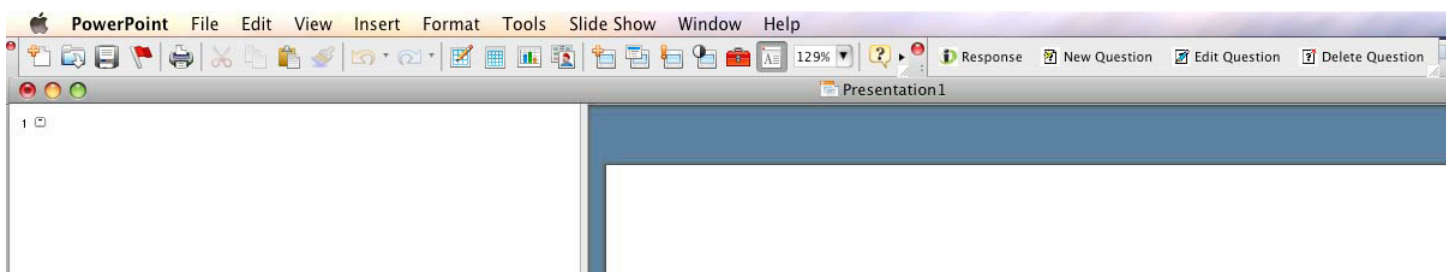 PowerPoint File Edit View Insert Format Tools Slide Show Window Help
129% Response New Question Edit Question Delete Question
Presentation1
1